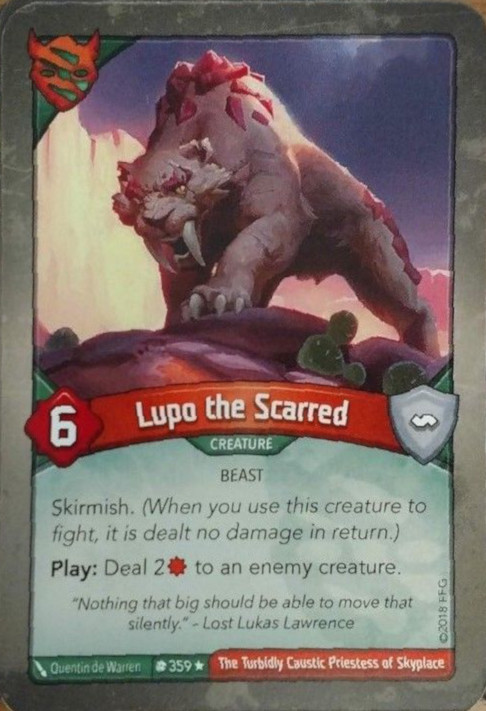 6
Lupo the Scarred
~
CREATURE
BEAST
Skirmish. (When you use this creature to
fight, it is dealt no damage in return.)
Play: Deal 2 to an enemy creature.
"Nothing that big should be able to move that
silently." - Lost Lukas Lawrence
©2018 FFG
Quentin de Warren
359★
The Turbidly Caustic Priestess of Skyplace